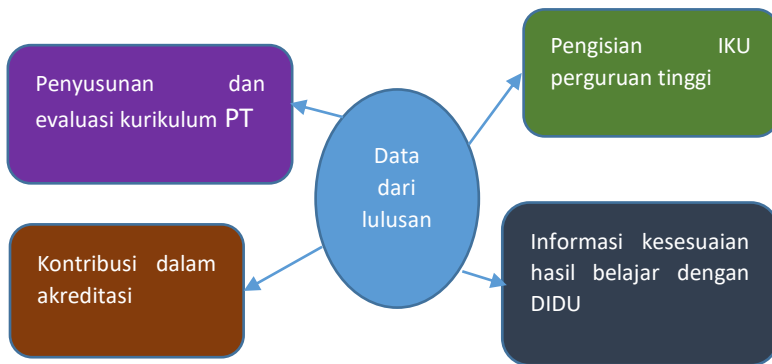 Penyusunan dan
evaluasi kurikulum PT
Pengisian IKU
perguruan tinggi
Data
dari
lulusan
Kontribusi dalam
akreditasi
Informasi kesesuaian
hasil belajar dengan
DIDU